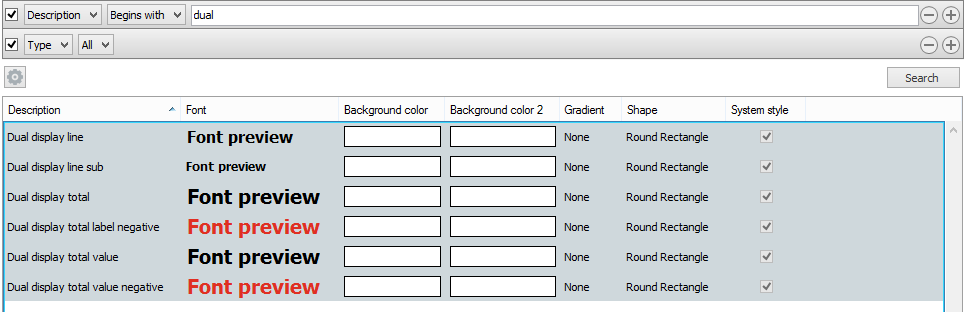 Description Begins with dual
Type All
Search
Description Font Background color Background color 2 Gradient Shape System style
Dual display line Font preview None Round Rectangle
Dual display line sub Font preview None Round Rectangle
Dual display total Font preview None Round Rectangle
Dual display total label negative Font preview None Round Rectangle
Dual display total value Font preview None Round Rectangle
Dual display total value negative Font preview None Round Rectangle